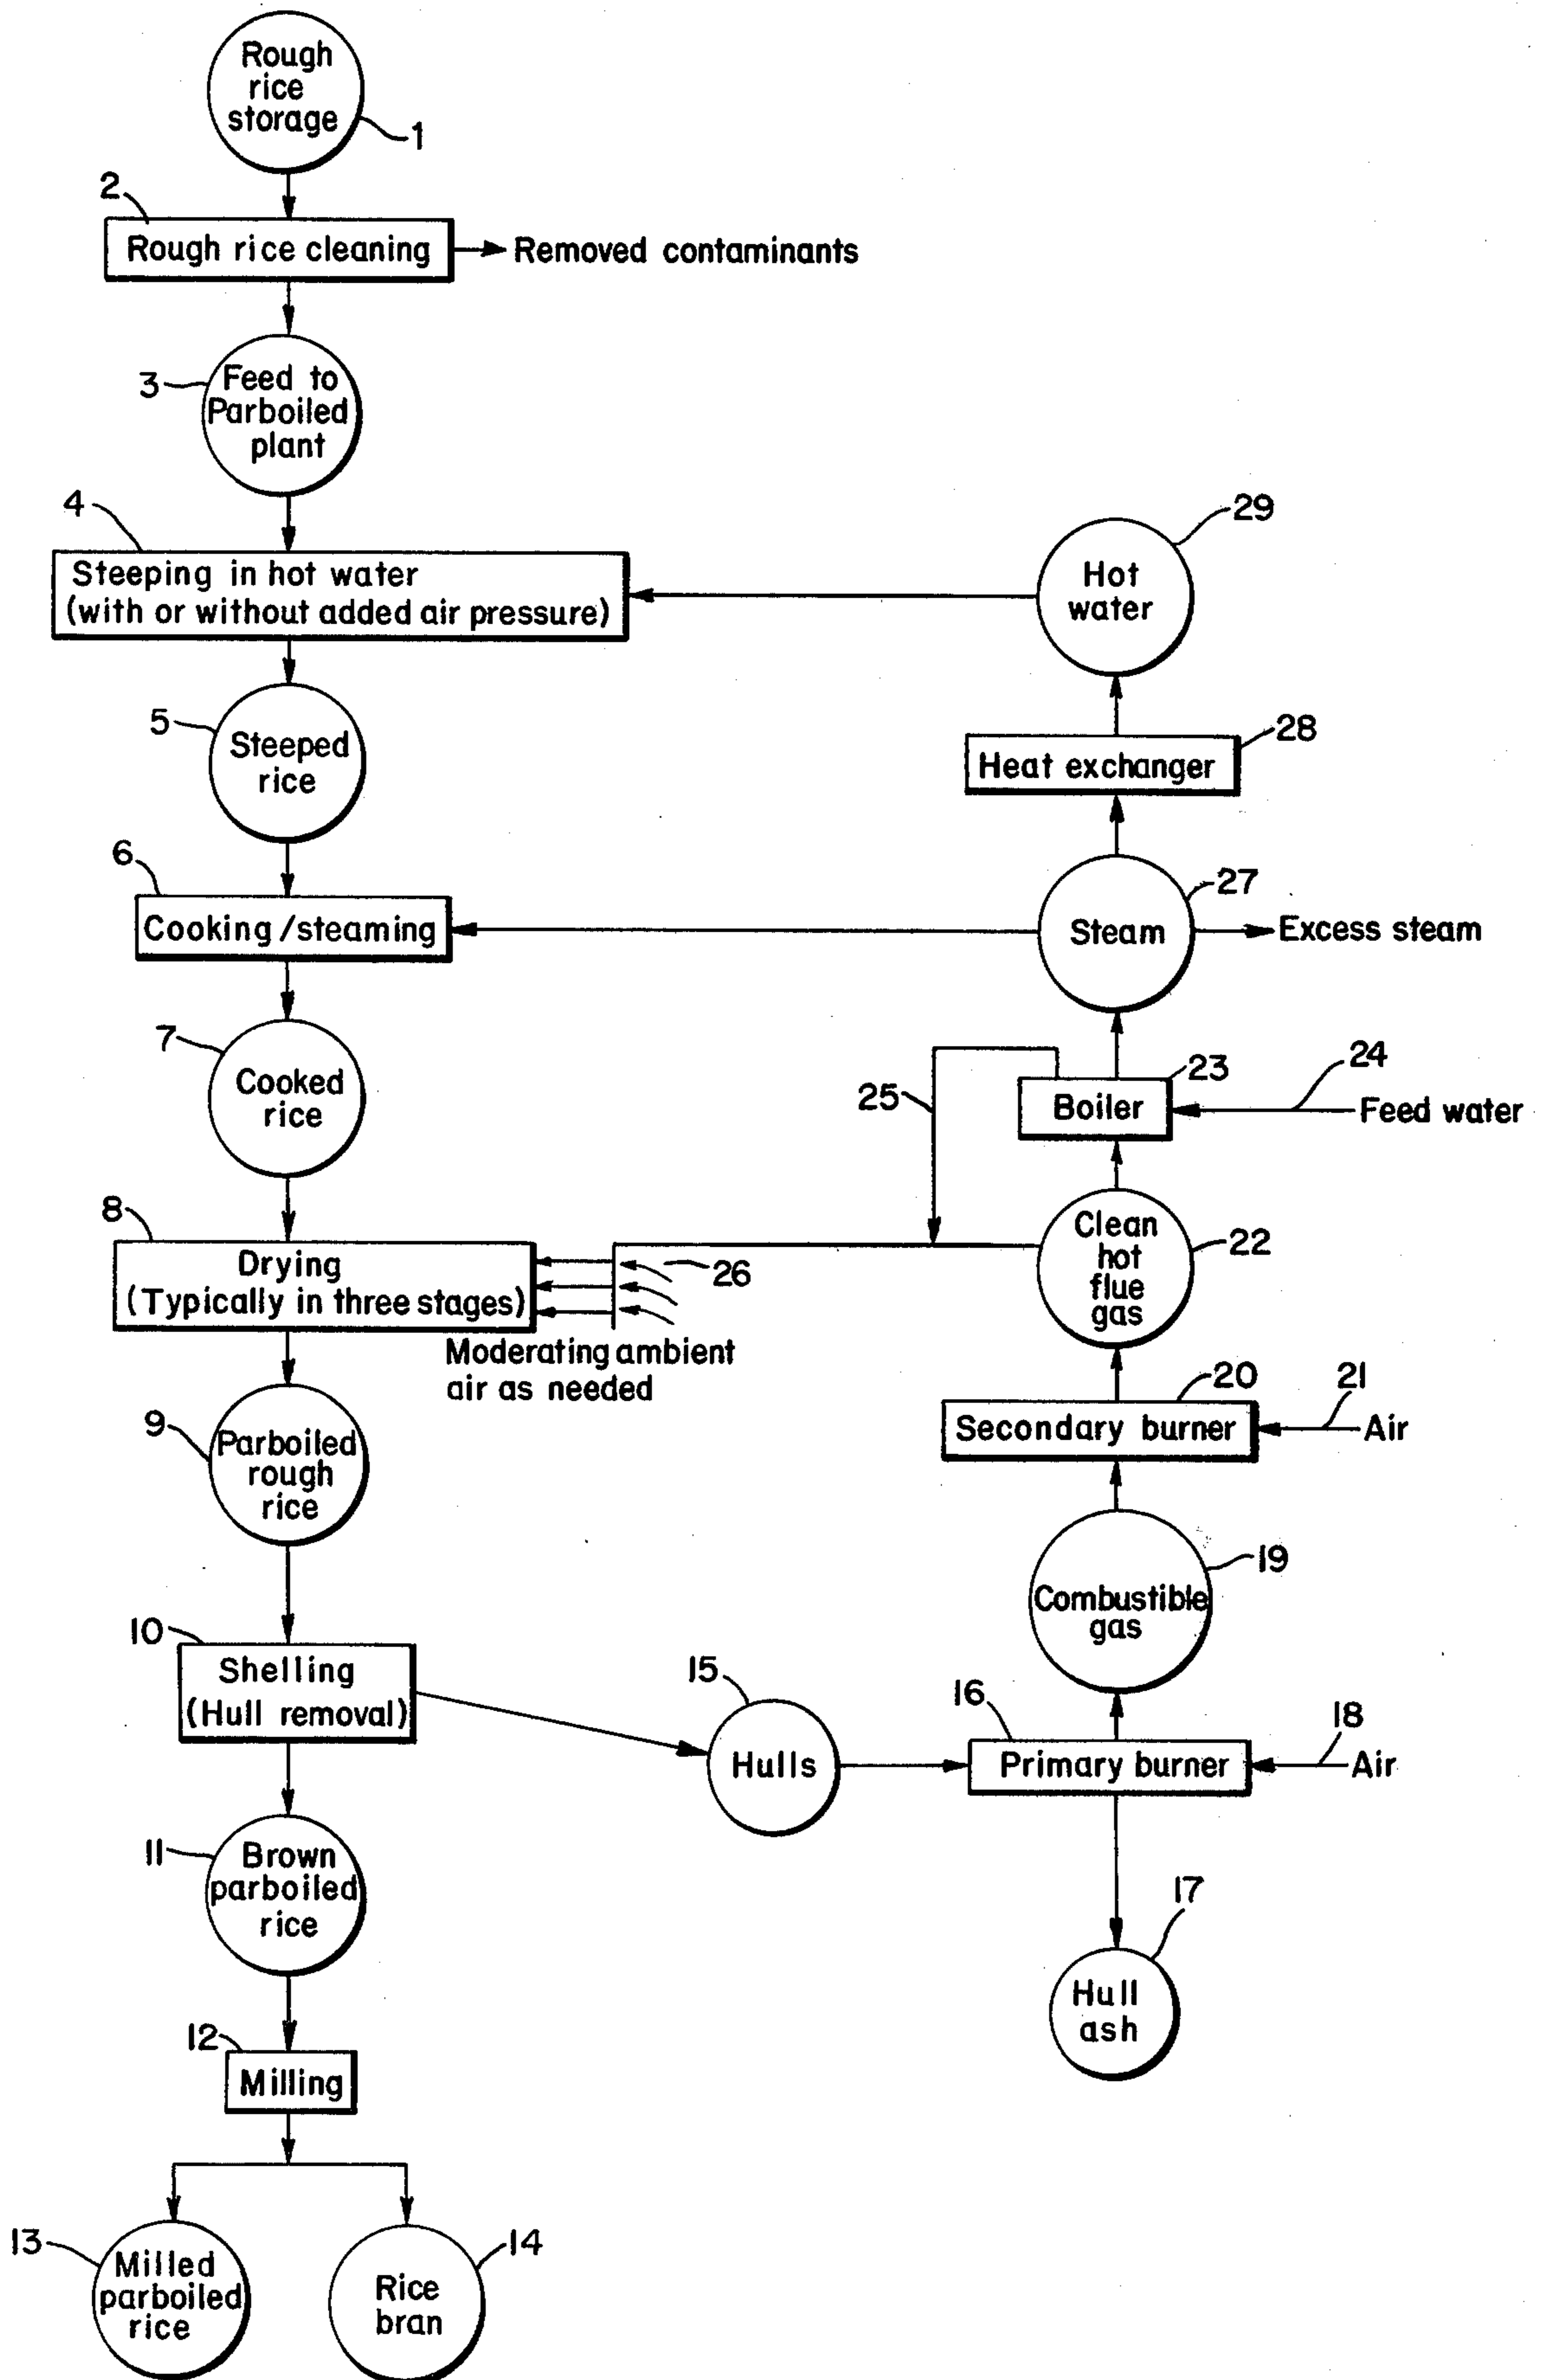 Rough
rice
storage
1
2
Rough rice cleaning
Removed contaminants
3
Feed to
Parboiled
plant
4
Steeping in hot water
(with or without added air pressure)
29
Hot
water
5
Steeped
rice
28
Heat exchanger
6
Cooking/steaming
27
Steam
Excess steam
7
Cooked
rice
25
23
Boiler
24
Feed water
8
Drying
(Typically in three stages)
26
Moderating ambient
air as needed
Clean
hot
flue
gas
22
9
Parboiled
rough
rice
20
Secondary burner
21
Air
19
Combustible
gas
10
Shelling
(Hull removal)
15
Hulls
16
Primary burner
18
Air
11
Brown
parboiled
rice
17
Hull
ash
12
Milling
13
Milled
parboiled
rice
14
Rice
bran